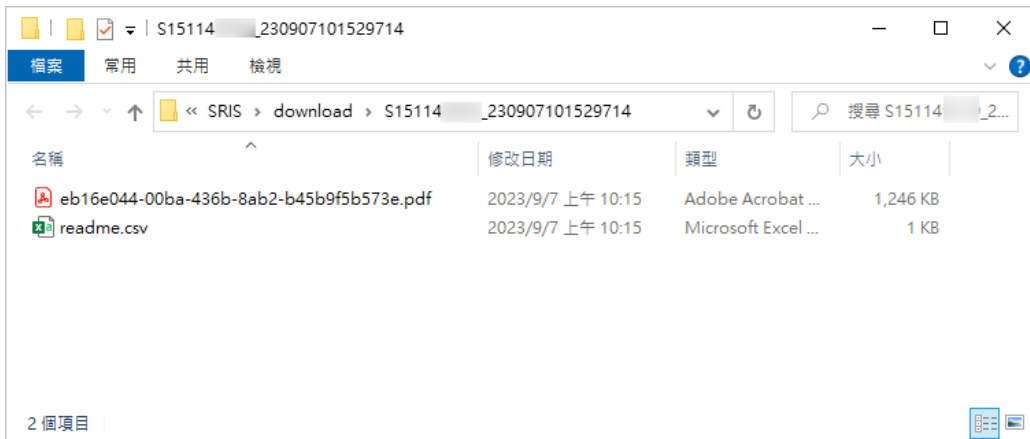 S15114 _230907101529714
檔案 常用 共用 檢視
« SRIS > download > S15114 _230907101529714 搜尋 S15114 _2...
名稱 修改日期 類型 大小
eb16e044-00ba-436b-8ab2-b45b9f5b573e.pdf 2023/9/7 上午 10:15 Adobe Acrobat ... 1,246 KB
readme.csv 2023/9/7 上午 10:15 Microsoft Excel ... 1 KB
2 個項目